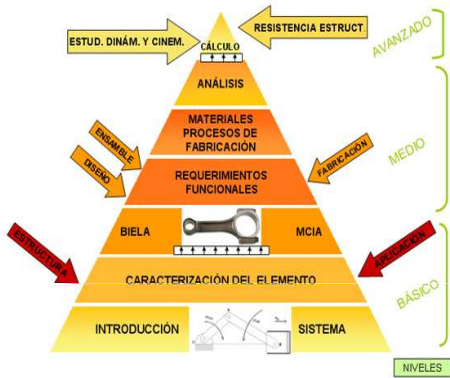 RESISTENCIA ESTRUCT.
ESTUD. DINÁM. Y CINEM.
CÁLCULO
AVANZADO
ANÁLISIS
MATERIALES
PROCESOS DE
FABRICACIÓN
ENSAMBLE
DISEÑO
FABRICACIÓN
MEDIO
REQUERIMIENTOS
FUNCIONALES
BIELA
MCIA
ESTRUCTURA
APLICACIÓN
CARACTERIZACIÓN DEL ELEMENTO
BÁSICO
INTRODUCCIÓN
SISTEMA
NIVELES